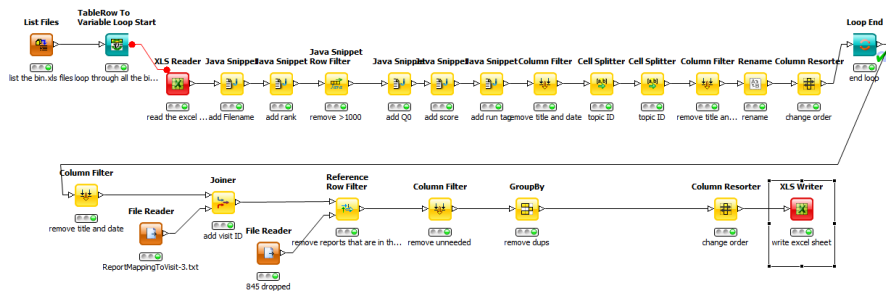 List Files
list the bin.xls files
TableRow To
Variable Loop Start
loop through all the bi...
XLS Reader
read the excel ...
Java Snippet
add Filename
Java Snippet
add rank
Java Snippet
Row Filter
remove >1000
Java Snippet
add Q0
Java Snippet
add score
Java Snippet
add run tag
Column Filter
remove title and date
Cell Splitter
topic ID
Cell Splitter
topic ID
Column Filter
remove title an...
Rename
rename
Column Resorter
change order
Loop End
end loop
Column Filter
remove title and date
File Reader
ReportMappingToVisit-3.txt
Joiner
add visit ID
File Reader
845 dropped
Reference
Row Filter
remove reports that are in th...
Column Filter
remove unneeded
GroupBy
remove dups
Column Resorter
change order
XLS Writer
write excel sheet